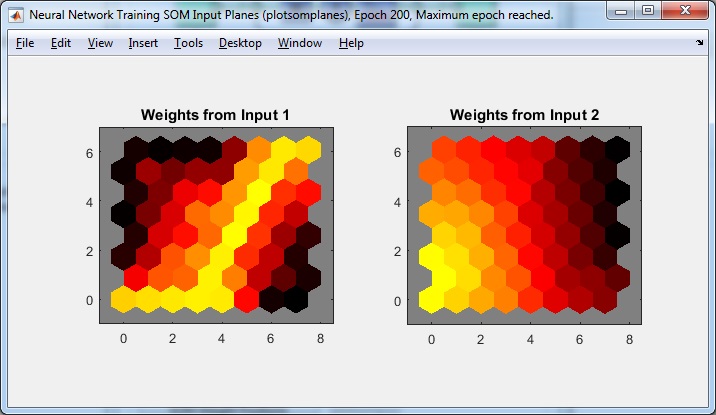 Neural Network Training SOM Input Planes (plotsomplanes), Epoch 200, Maximum epoch reached.
File Edit View Insert Tools Desktop Window Help
Weights from Input 1
6
4
2
0
0 2 4 6 8
Weights from Input 2
6
4
2
0
0 2 4 6 8